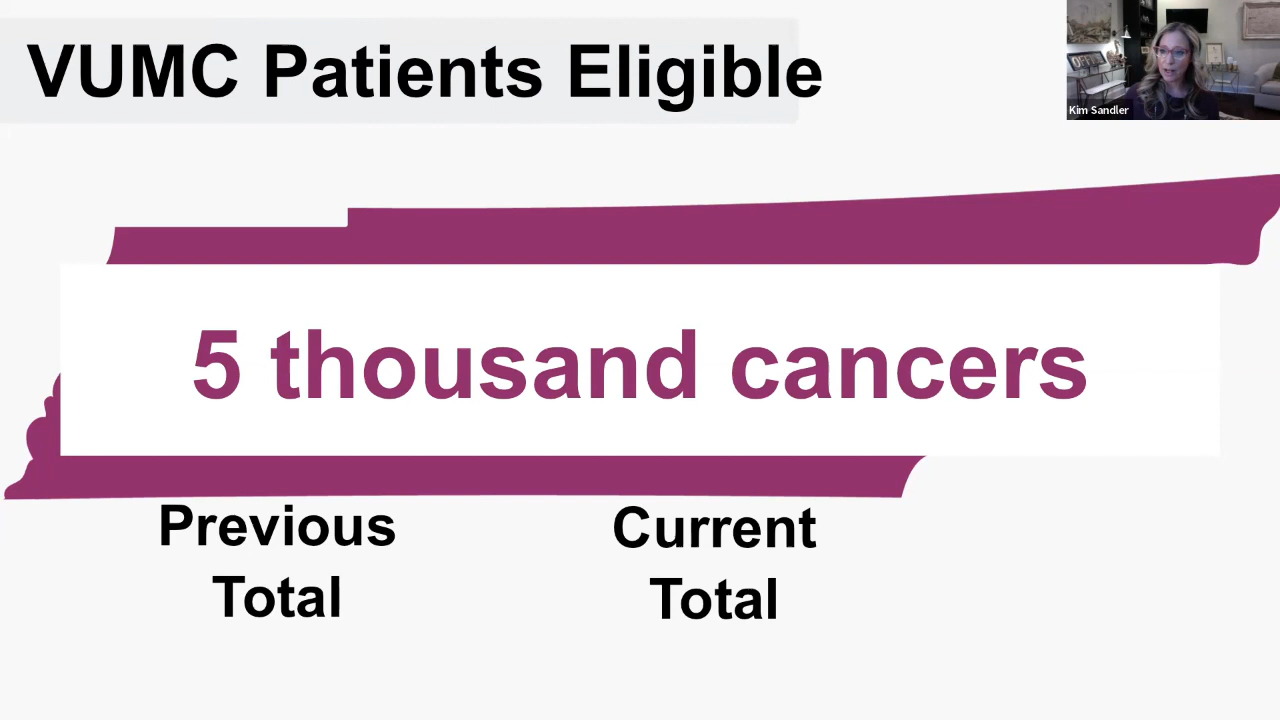 VUMC Patients Eligible
Kim Sandler
5 thousand cancers
Previous
Total
Current
Total